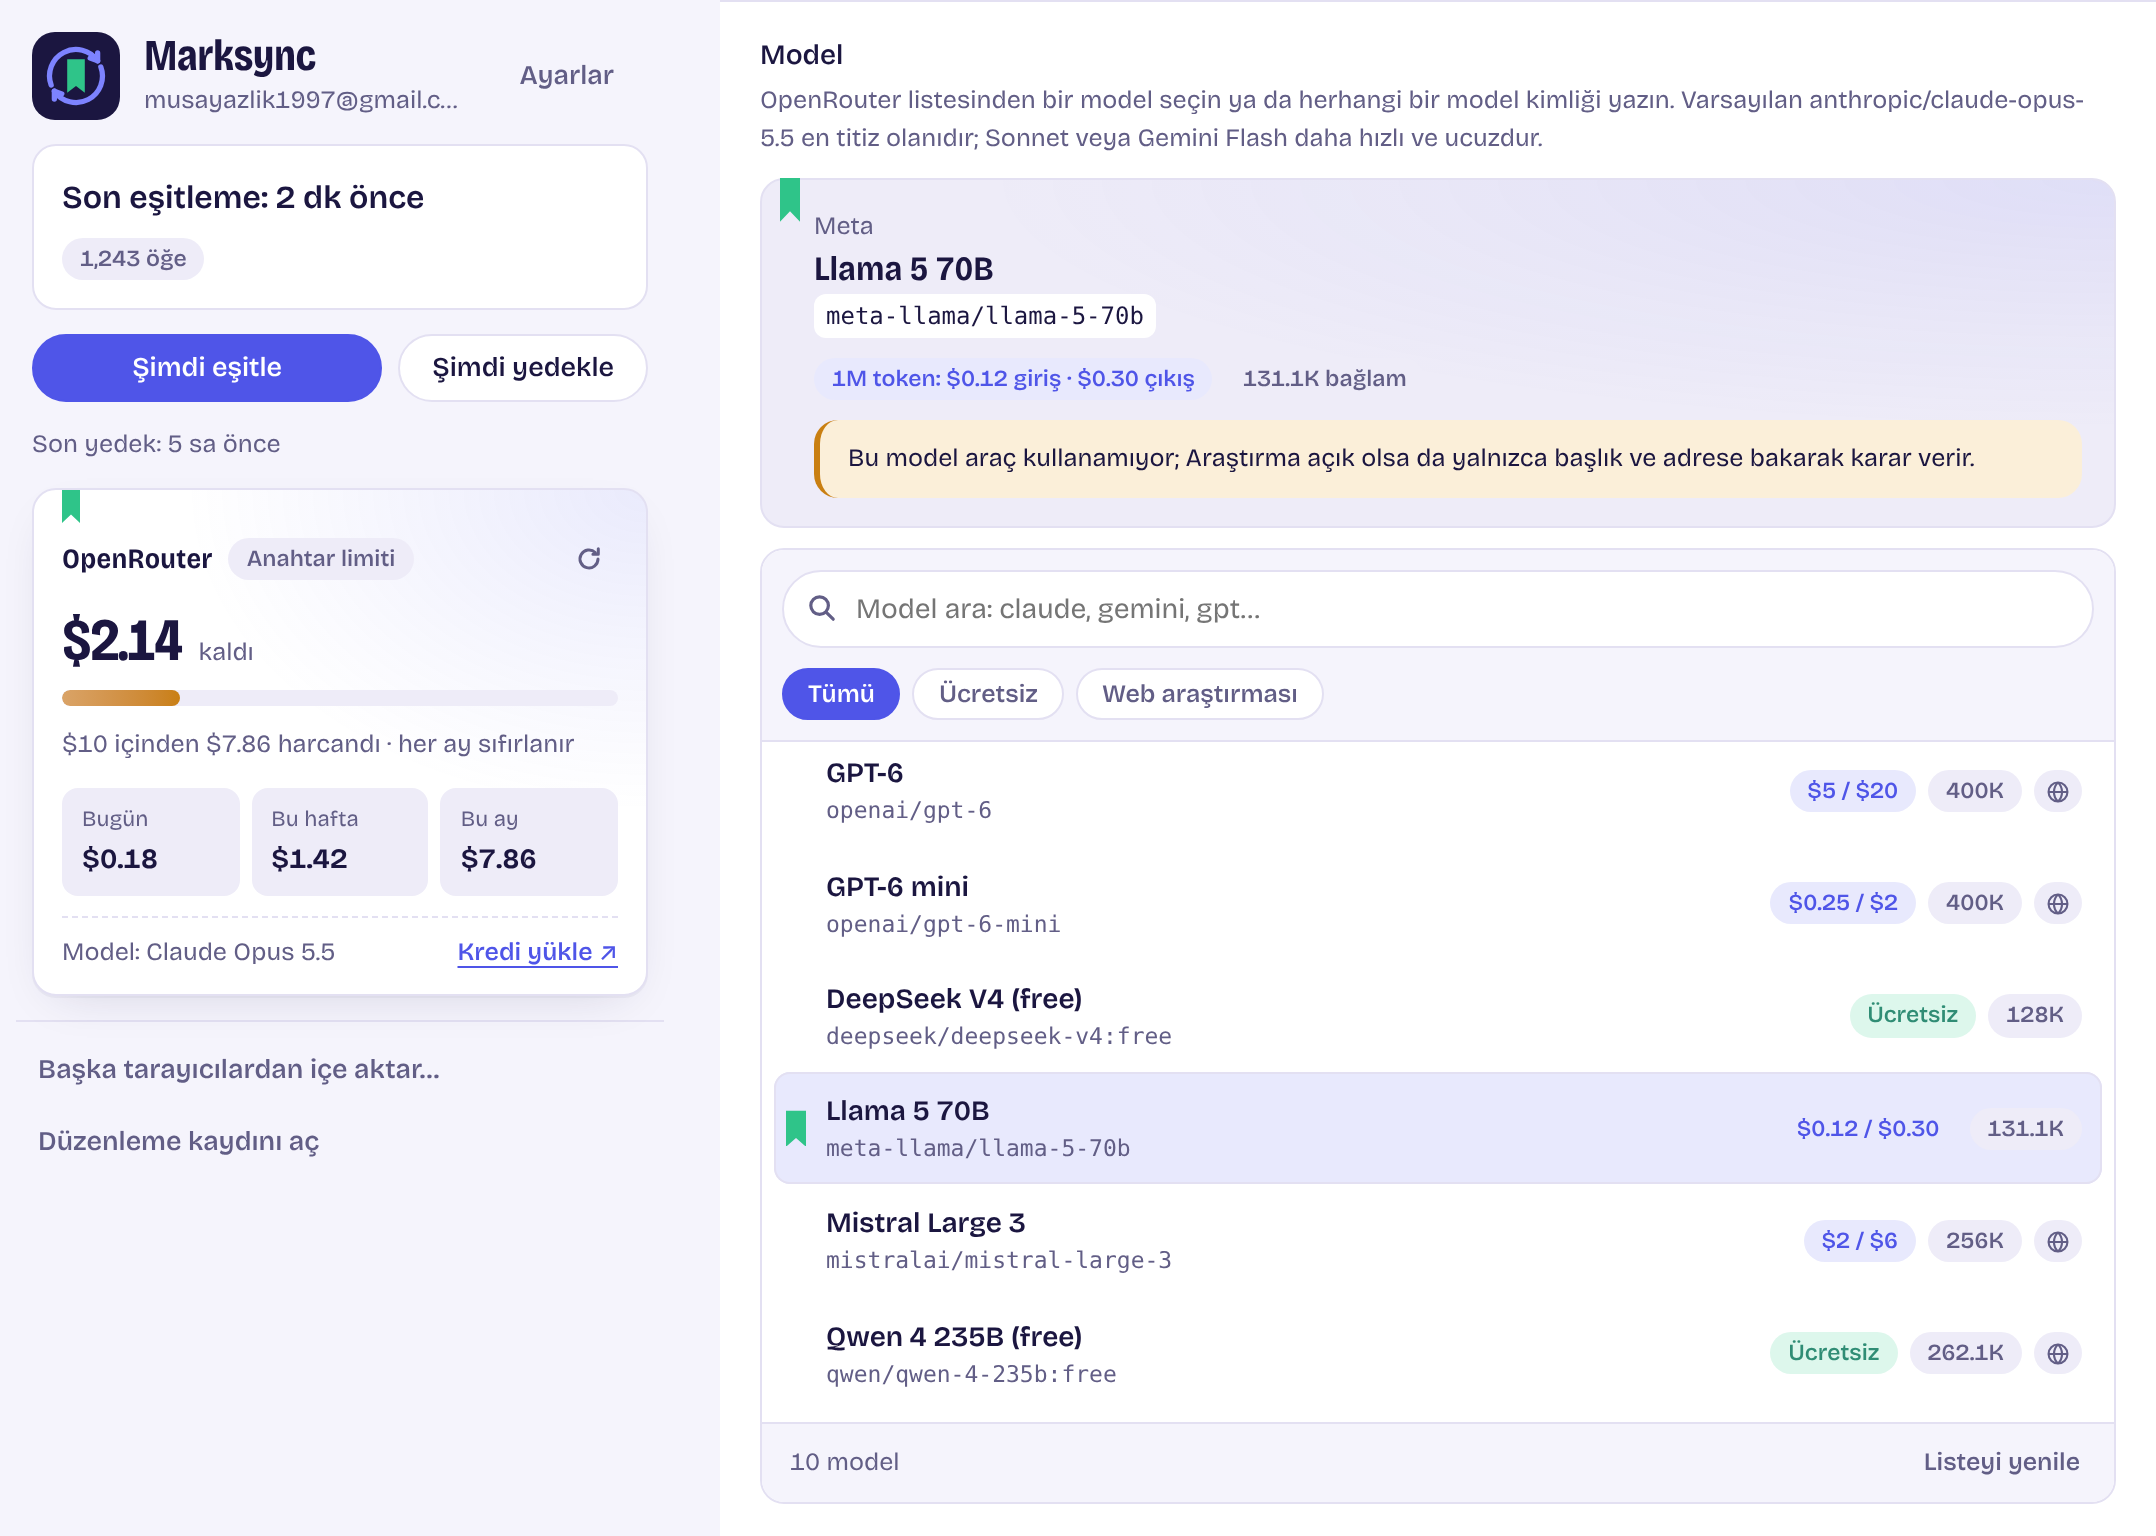 Marksync
musayazlik1997@gmail.c...
Ayarlar
Son eşitleme: 2 dk önce
1,243 öğe
Şimdi eşitle
Şimdi yedekle
Son yedek: 5 sa önce
OpenRouter
Anahtar limiti
$2.14 kaldı
$10 içinden $7.86 harcandı · her ay sıfırlanır
Bugün
$0.18
Bu hafta
$1.42
Bu ay
$7.86
Model: Claude Opus 5.5
Kredi yükle ↗
Başka tarayıcılardan içe aktar...
Düzenleme kaydını aç
Model
OpenRouter listesinden bir model seçin ya da herhangi bir model kimliği yazın. Varsayılan anthropic/claude-opus-
5.5 en titiz olanıdır; Sonnet veya Gemini Flash daha hızlı ve ucuzdur.
Meta
Llama 5 70B
meta-llama/llama-5-70b
1M token: $0.12 giriş · $0.30 çıkış
131.1K bağlam
Bu model araç kullanamıyor; Araştırma açık olsa da yalnızca başlık ve adrese bakarak karar verir.
Model ara: claude, gemini, gpt...
Tümü
Ücretsiz
Web araştırması
GPT-6
openai/gpt-6
$5 / $20
400K
GPT-6 mini
openai/gpt-6-mini
$0.25 / $2
400K
DeepSeek V4 (free)
deepseek/deepseek-v4:free
Ücretsiz
128K
Llama 5 70B
meta-llama/llama-5-70b
$0.12 / $0.30
131.1K
Mistral Large 3
mistralai/mistral-large-3
$2 / $6
256K
Qwen 4 235B (free)
qwen/qwen-4-235b:free
Ücretsiz
262.1K
10 model
Listeyi yenile